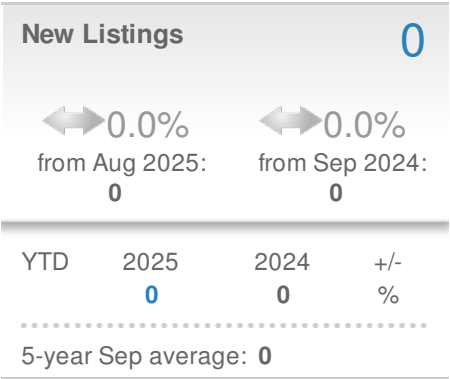 New Listings 0
0.0% 0.0%
from Aug 2025: from Sep 2024:
0 0
YTD 2025 2024 +/-
0 0 %
5-year Sep average: 0